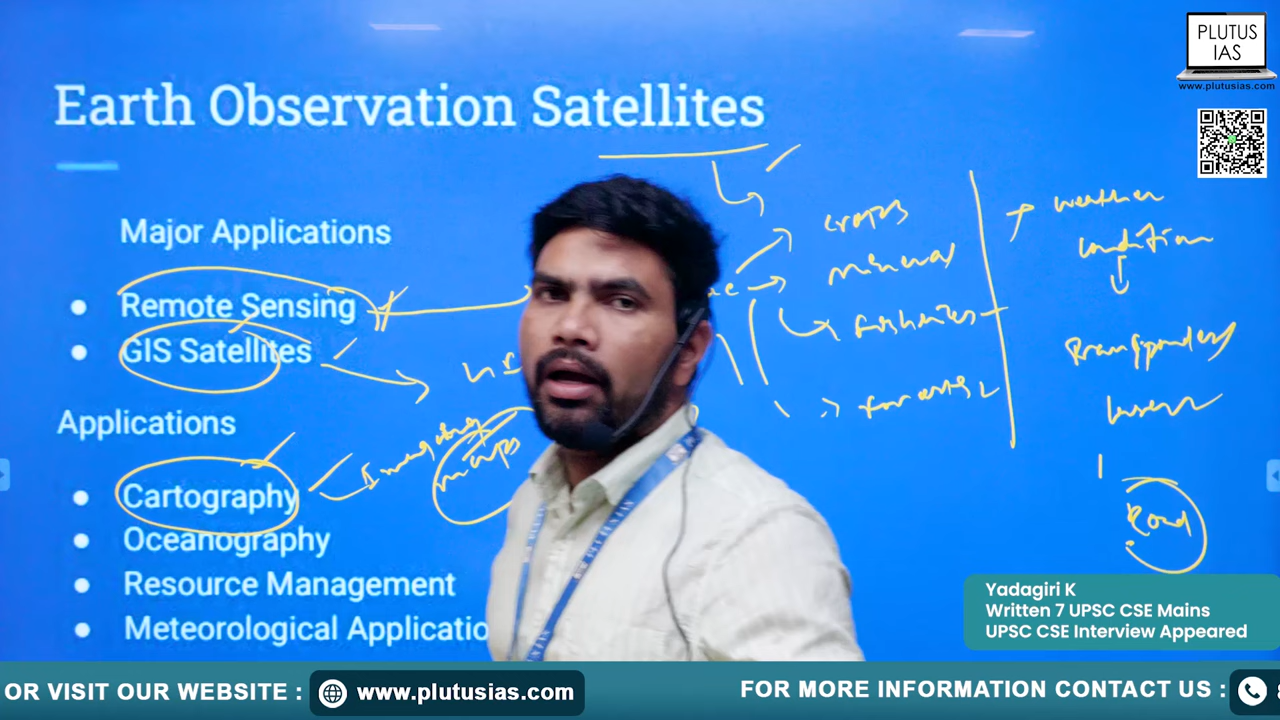 PLUTUS
IAS
www.plutusias.com
Earth Observation Satellites
Major Applications
Remote Sensing
GIS Satellites
Applications
Cartography
Oceanography
Resource Management
Meteorological Applicatio
crops
mineral
fisheries
forests
weather
condition
Transponders
Imaging
maps
Road
Yadagiri K
Written 7 UPSC CSE Mains
UPSC CSE Interview Appeared
OR VISIT OUR WEBSITE : www.plutusias.com
FOR MORE INFORMATION CONTACT US :